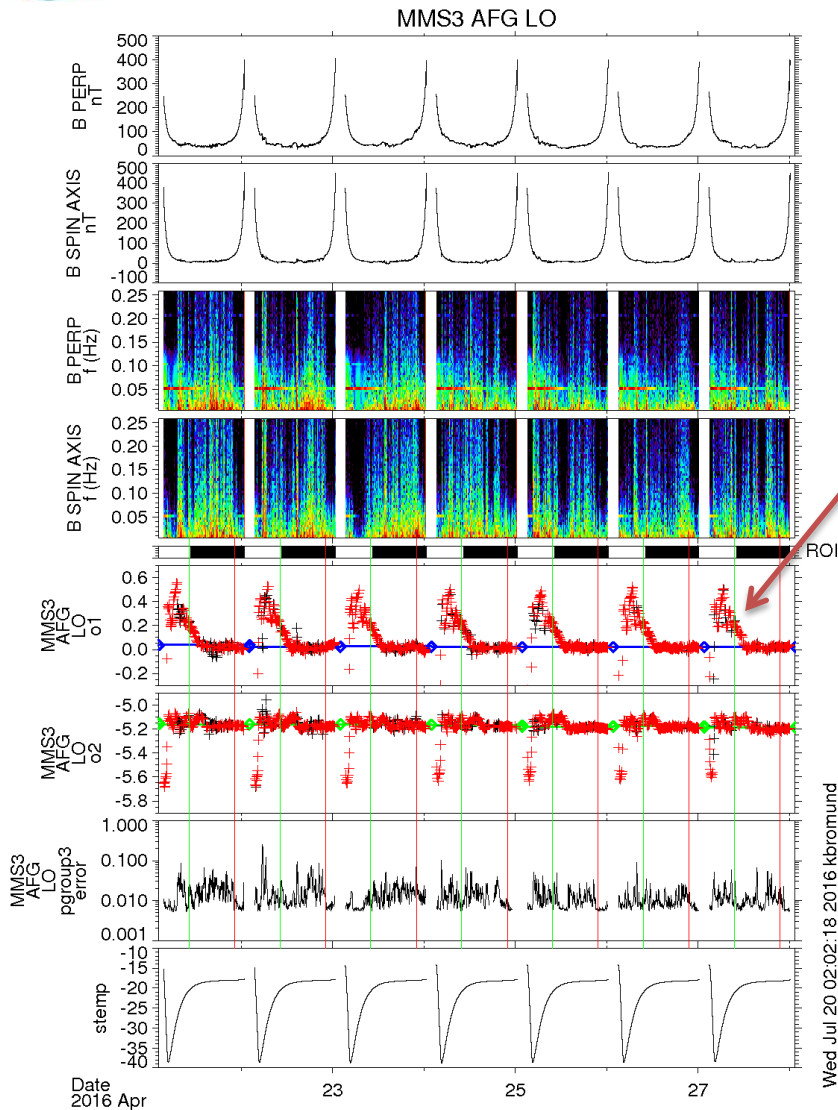 MMS3 AFG LO
500
400
300
200
100
0
B PERP
nT
500
400
300
200
100
0
-100
B SPIN AXIS
nT
0.25
0.20
0.15
0.10
0.05
B PERP
f (Hz)
0.25
0.20
0.15
0.10
0.05
B SPIN AXIS
f (Hz)
ROI
0.6
0.4
0.2
0.0
-0.2
MMS3
AFG
LO
o1
-5.0
-5.2
-5.4
-5.6
-5.8
MMS3
AFG
LO
o2
1.000
0.100
0.010
0.001
MMS3
AFG
LO
pgroup3
error
-10
-15
-20
-25
-30
-35
-40
stemp
23
25
27
Date
2016 Apr
Wed Jul 20 02:02:18 2016 kbromund